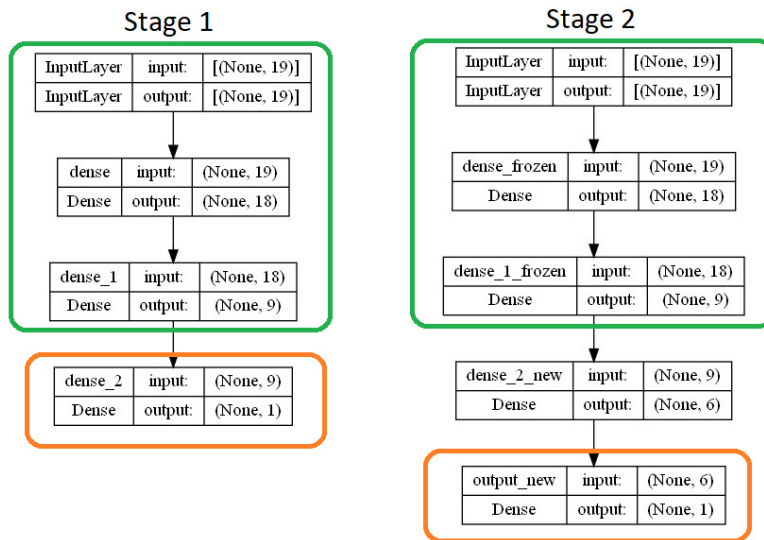 Stage 1
InputLayer input: [(None, 19)]
InputLayer output: [(None, 19)]
dense input: (None, 19)
Dense output: (None, 18)
dense_1 input: (None, 18)
Dense output: (None, 9)
dense_2 input: (None, 9)
Dense output: (None, 1)
Stage 2
InputLayer input: [(None, 19)]
InputLayer output: [(None, 19)]
dense_frozen input: (None, 19)
Dense output: (None, 18)
dense_1_frozen input: (None, 18)
Dense output: (None, 9)
dense_2_new input: (None, 9)
Dense output: (None, 6)
output_new input: (None, 6)
Dense output: (None, 1)